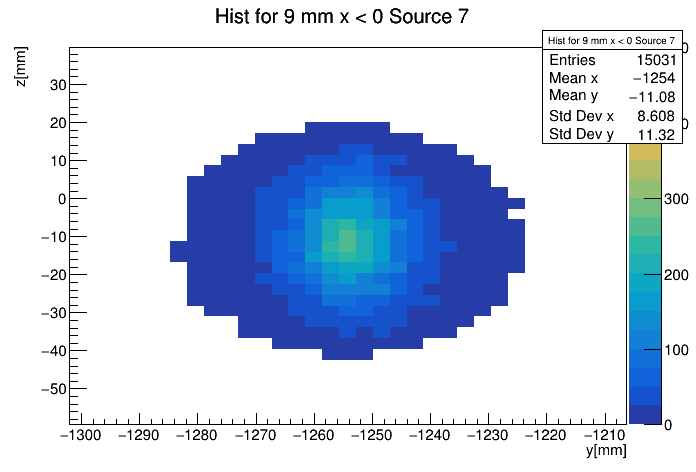 Hist for 9 mm x < 0 Source 7
z[mm]
Hist for 9 mm x < 0 Source 7
Entries 15031
Mean x −1254
Mean y −11.08
Std Dev x 8.608
Std Dev y 11.32
30
20
10
0
−10
−20
−30
−40
−50
300
200
100
0
−1300 −1290 −1280 −1270 −1260 −1250 −1240 −1230 −1220 −1210
y[mm]